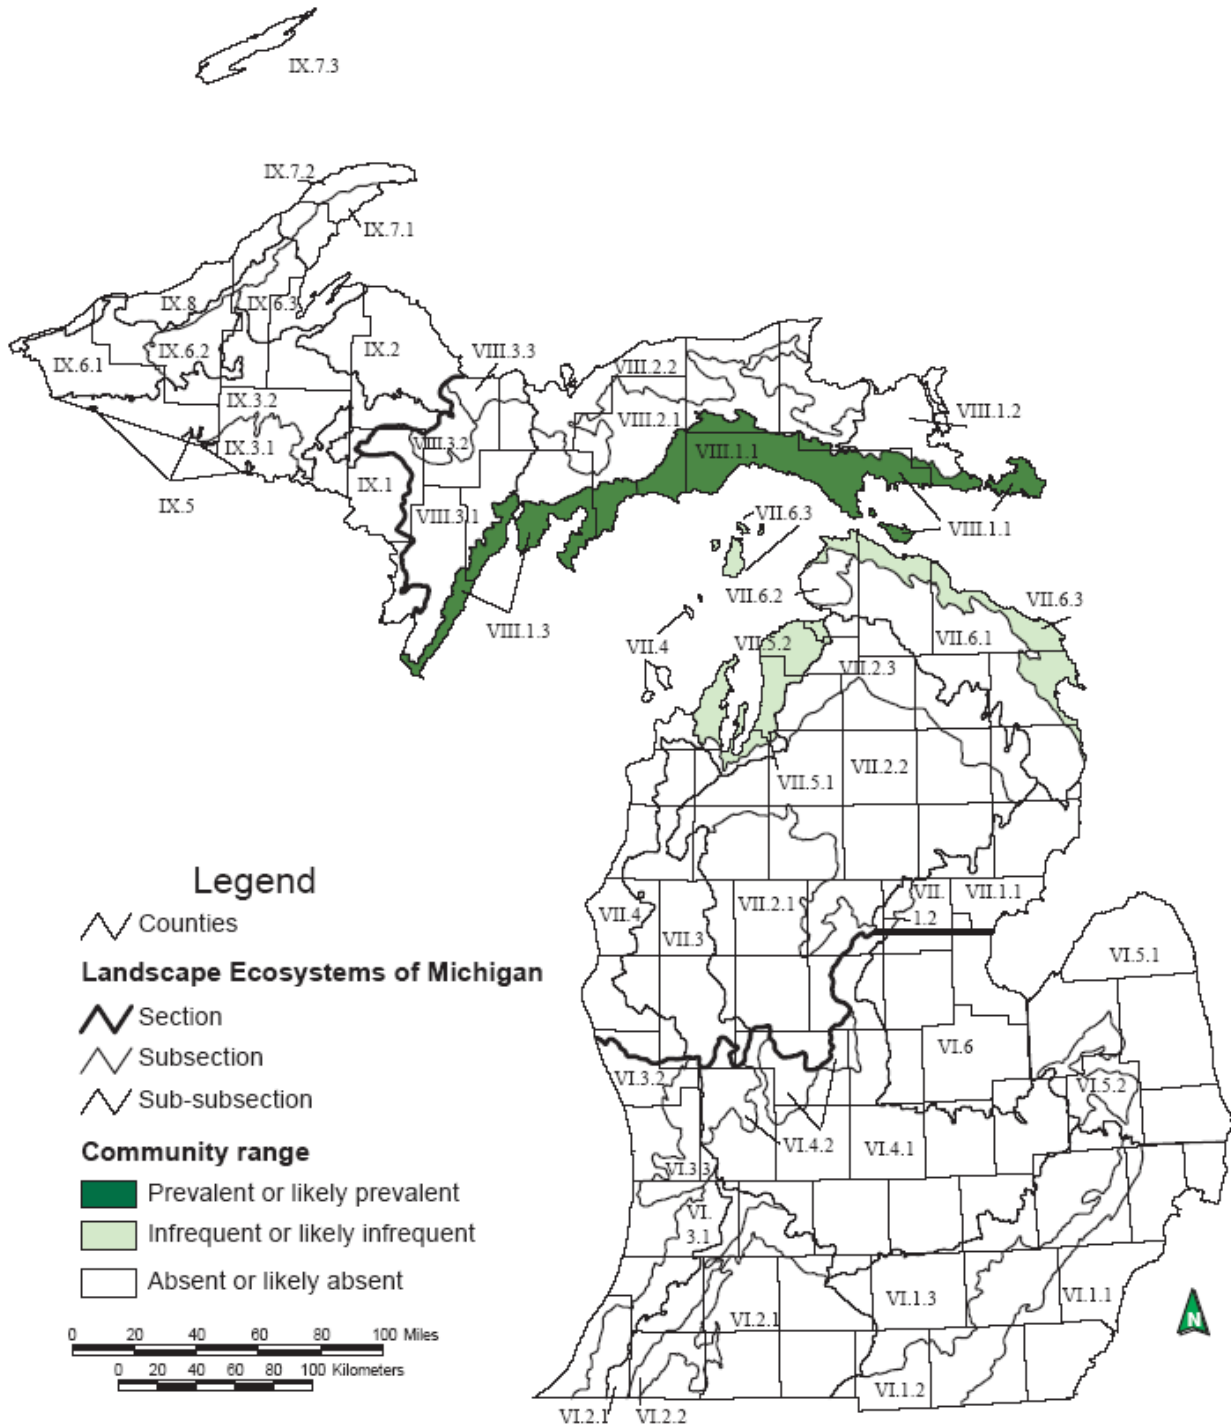 IX.7.3
IX.7.2
IX.7.1
IX.8
IX.6.3
IX.6.1
IX.6.2
IX.2
VIII.3.3
VIII.2.2
IX.3.2
VIII.2.1
VIII.1.2
IX.3.1
VIII.3.2
VIII.1.1
IX.5
IX.1
VIII.3.1
VII.6.3
VIII.1.1
VIII.1.3
VII.6.2
VII.6.3
VII.4
VII.5.2
VII.6.1
VII.2.3
VII.5.1
VII.2.2
Legend
Counties
Landscape Ecosystems of Michigan
Section
Subsection
Sub-subsection
Community range
Prevalent or likely prevalent
Infrequent or likely infrequent
Absent or likely absent
0 20 40 60 80 100 Miles
0 20 40 60 80 100 Kilometers
VII.4
VII.3
VII.2.1
VII.
1.2
VII.1.1
VI.5.1
VI.6
VI.3.2
VI.5.2
VI.4.2
VI.4.1
VI.3.3
VI.
3.1
VI.2.1
VI.1.3
VI.1.1
VI.1.2
VI.2.1
VI.2.2
N